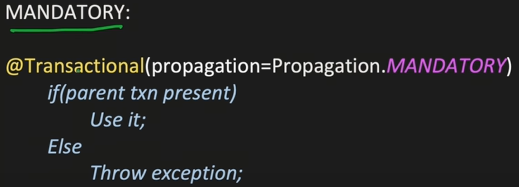 MANDATORY:
@Transactional(propagation=Propagation.MANDATORY)
if(parent txn present)
Use it;
Else
Throw exception;